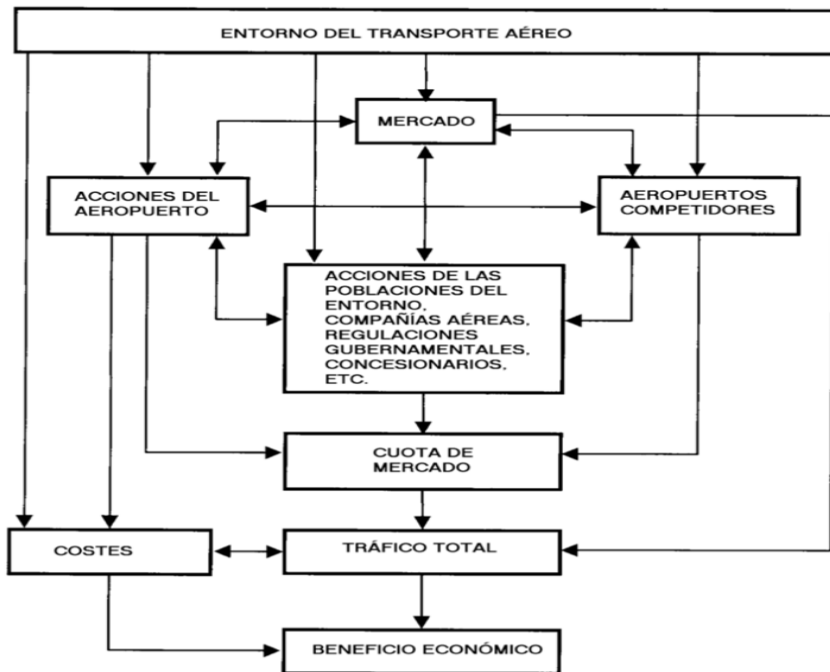 ENTORNO DEL TRANSPORTE AÉREO
MERCADO
ACCIONES DEL
AEROPUERTO
AEROPUERTOS
COMPETIDORES
ACCIONES DE LAS
POBLACIONES DEL
ENTORNO,
COMPAÑÍAS AÉREAS,
REGULACIONES
GUBERNAMENTALES,
CONCESIONARIOS,
ETC.
CUOTA DE
MERCADO
COSTES
TRÁFICO TOTAL
BENEFICIO ECONÓMICO